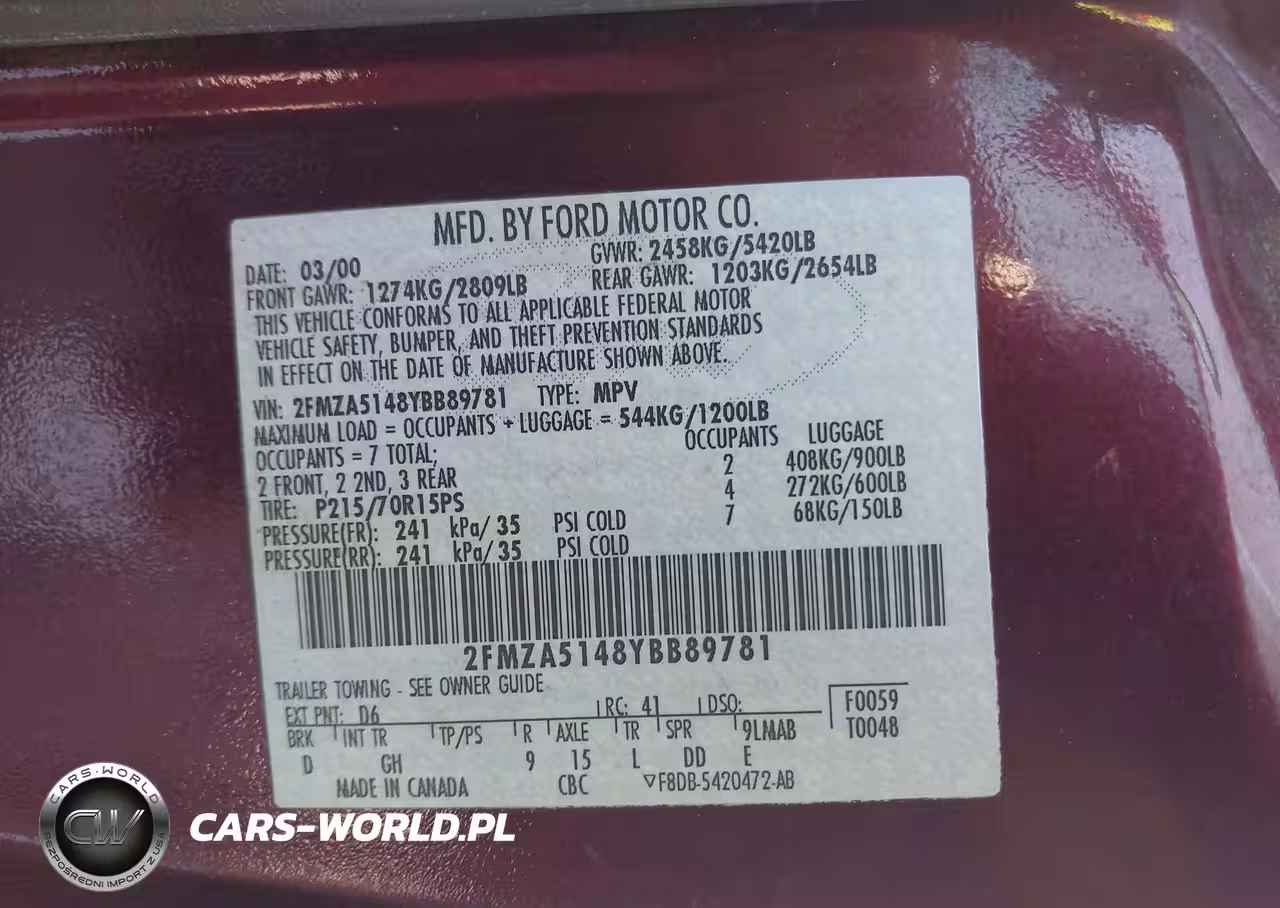 MFD. BY FORD MOTOR CO.
DATE: 03/00 GVWR: 2458KG/5420LB
FRONT GAWR: 1274KG/2809LB REAR GAWR: 1203KG/2654LB
THIS VEHICLE CONFORMS TO ALL APPLICABLE FEDERAL MOTOR
VEHICLE SAFETY, BUMPER, AND THEFT PREVENTION STANDARDS
IN EFFECT ON THE DATE OF MANUFACTURE SHOWN ABOVE.
VIN: 2FMZA5148YBB89781 TYPE: MPV
MAXIMUM LOAD = OCCUPANTS + LUGGAGE = 544KG/1200LB
OCCUPANTS = 7 TOTAL; OCCUPANTS LUGGAGE
2 FRONT, 2 2ND, 3 REAR 2 408KG/900LB
TIRE: P215/70R15PS 4 272KG/600LB
PRESSURE(FR): 241 kPa/35 PSI COLD 7 68KG/150LB
PRESSURE(RR): 241 kPa/35 PSI COLD
2FMZA5148YBB89781
TRAILER TOWING - SEE OWNER GUIDE
EXT PNT: D6 RC: 41 DSO: F0059
BRK INT TR TP/PS R AXLE TR SPR 9LMAB T0048
D GH 9 15 L DD E
MADE IN CANADA CBC ▽F8DB-5420472-AB
CARS-WORLD
CW
BEZPOŚREDNI IMPORT Z USA
CARS-WORLD.PL